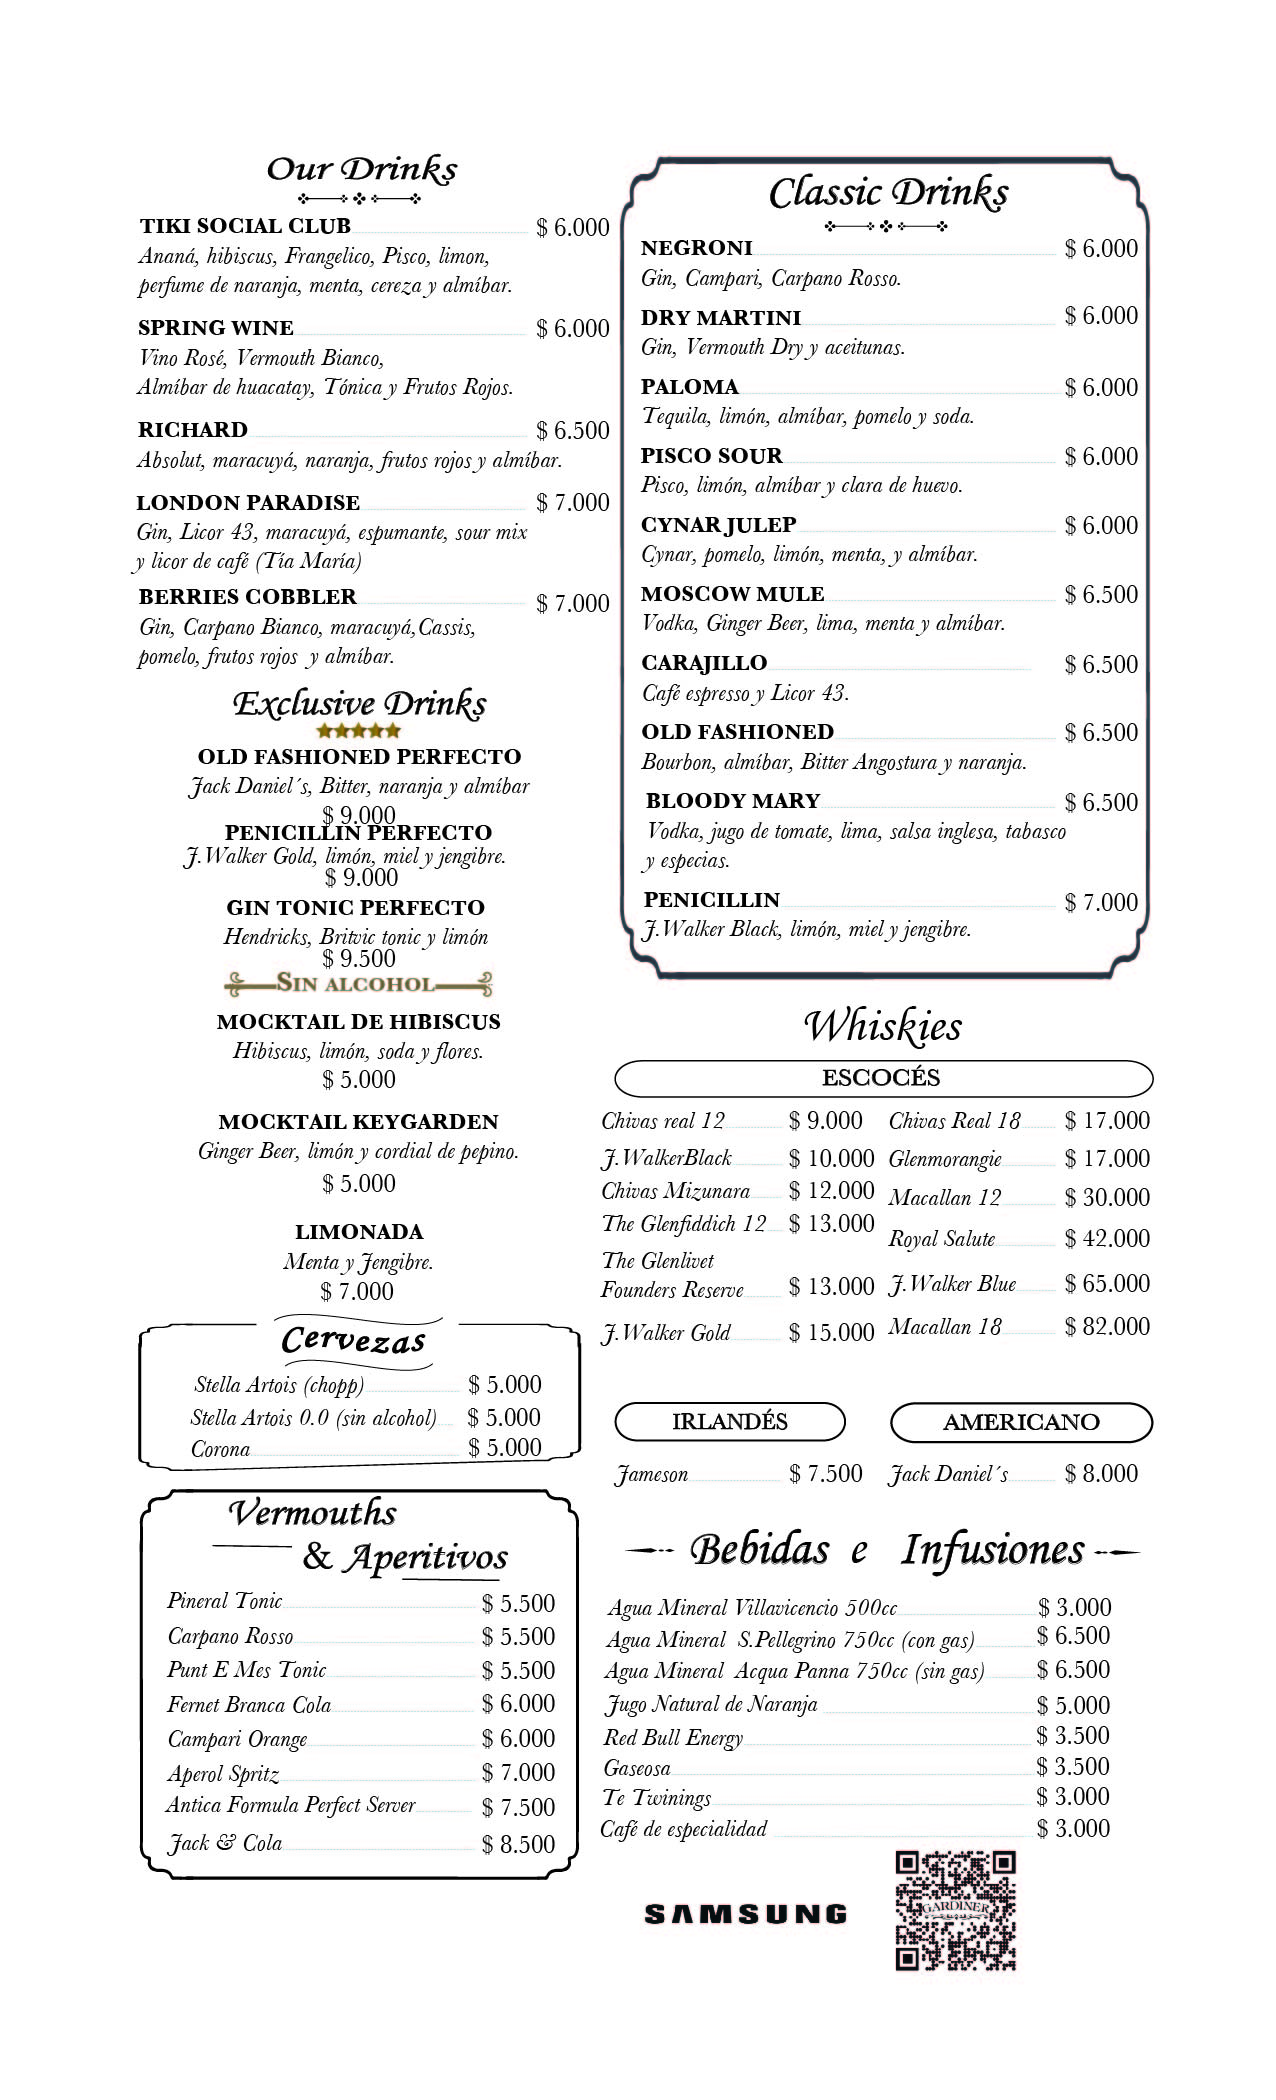 Our Drinks
TIKI SOCIAL CLUB $ 6.000
Ananá, hibiscus, Frangelico, Pisco, limon,
perfume de naranja, menta, cereza y almíbar.
SPRING WINE $ 6.000
Vino Rosé, Vermouth Bianco,
Almíbar de huacatay, Tónica y Frutos Rojos.
RICHARD $ 6.500
Absolut, maracuyá, naranja, frutos rojos y almíbar.
LONDON PARADISE $ 7.000
Gin, Licor 43, maracuyá, espumante, sour mix
y licor de café (Tía María)
BERRIES COBBLER $ 7.000
Gin, Carpano Bianco, maracuyá,Cassis,
pomelo, frutos rojos y almíbar.
Exclusive Drinks
OLD FASHIONED PERFECTO
Jack Daniel´s, Bitter, naranja y almíbar
$ 9.000
PENICILLIN PERFECTO
J.Walker Gold, limón, miel y jengibre.
$ 9.000
GIN TONIC PERFECTO
Hendricks, Britvic tonic y limón
$ 9.500
SIN ALCOHOL
MOCKTAIL DE HIBISCUS
Hibiscus, limón, soda y flores.
$ 5.000
MOCKTAIL KEYGARDEN
Ginger Beer, limón y cordial de pepino.
$ 5.000
LIMONADA
Menta y Jengibre.
$ 7.000
Cervezas
Stella Artois (chopp) $ 5.000
Stella Artois 0.0 (sin alcohol) $ 5.000
Corona $ 5.000
Vermouths
& Aperitivos
Pineral Tonic $ 5.500
Carpano Rosso $ 5.500
Punt E Mes Tonic $ 5.500
Fernet Branca Cola $ 6.000
Campari Orange $ 6.000
Aperol Spritz $ 7.000
Antica Formula Perfect Server $ 7.500
Jack & Cola $ 8.500
Classic Drinks
NEGRONI $ 6.000
Gin, Campari, Carpano Rosso.
DRY MARTINI $ 6.000
Gin, Vermouth Dry y aceitunas.
PALOMA $ 6.000
Tequila, limón, almíbar, pomelo y soda.
PISCO SOUR $ 6.000
Pisco, limón, almíbar y clara de huevo.
CYNAR JULEP $ 6.000
Cynar, pomelo, limón, menta, y almíbar.
MOSCOW MULE $ 6.500
Vodka, Ginger Beer, lima, menta y almíbar.
CARAJILLO $ 6.500
Café espresso y Licor 43.
OLD FASHIONED $ 6.500
Bourbon, almíbar, Bitter Angostura y naranja.
BLOODY MARY $ 6.500
Vodka, jugo de tomate, lima, salsa inglesa, tabasco
y especias.
PENICILLIN $ 7.000
J.Walker Black, limón, miel y jengibre.
Whiskies
ESCOCÉS
Chivas real 12 $ 9.000
J.WalkerBlack $ 10.000
Chivas Mizunara $ 12.000
The Glenfiddich 12 $ 13.000
The Glenlivet
Founders Reserve $ 13.000
J.Walker Gold $ 15.000
Chivas Real 18 $ 17.000
Glenmorangie $ 17.000
Macallan 12 $ 30.000
Royal Salute $ 42.000
J.Walker Blue $ 65.000
Macallan 18 $ 82.000
IRLANDÉS
Jameson $ 7.500
AMERICANO
Jack Daniel´s $ 8.000
Bebidas e Infusiones
Agua Mineral Villavicencio 500cc $ 3.000
Agua Mineral S.Pellegrino 750cc (con gas) $ 6.500
Agua Mineral Acqua Panna 750cc (sin gas) $ 6.500
Jugo Natural de Naranja $ 5.000
Red Bull Energy $ 3.500
Gaseosa $ 3.500
Te Twinings $ 3.000
Café de especialidad $ 3.000
SAMSUNG
GARDINER